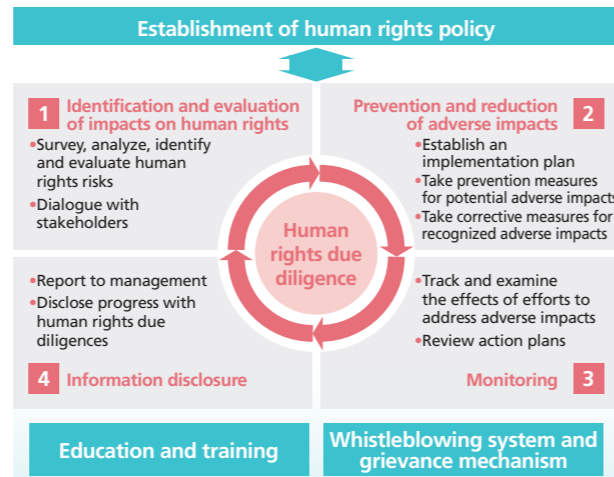 Establishment of human rights policy
1 Identification and evaluation
of impacts on human rights
•Survey, analyze, identify
and evaluate human
rights risks
•Dialogue with
stakeholders
Prevention and reduction 2
of adverse impacts
•Establish an
implementation plan
•Take prevention measures
for potential adverse impacts
•Take corrective measures for
recognized adverse impacts
Human
rights due
diligence
•Track and examine
the effects of efforts to
address adverse impacts
•Review action plans
Monitoring 3
•Report to management
•Disclose progress with
human rights due
diligences
4 Information disclosure
Education and training
Whistleblowing system and
grievance mechanism